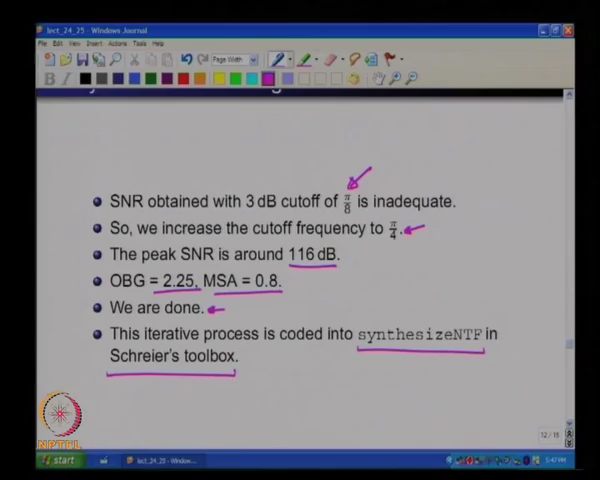 lect_24_25 - Windows Journal
File Edit View Insert Actions Tools Help
Page Width
SNR obtained with 3 dB cutoff of π/8 is inadequate.
So, we increase the cutoff frequency to π/4.
The peak SNR is around 116 dB.
OBG = 2.25, MSA = 0.8.
We are done.
This iterative process is coded into synthesizeNTF in
Schreier's toolbox.
12 / 15
NPTEL
start
lect_24_25 - Window...
5:47 PM